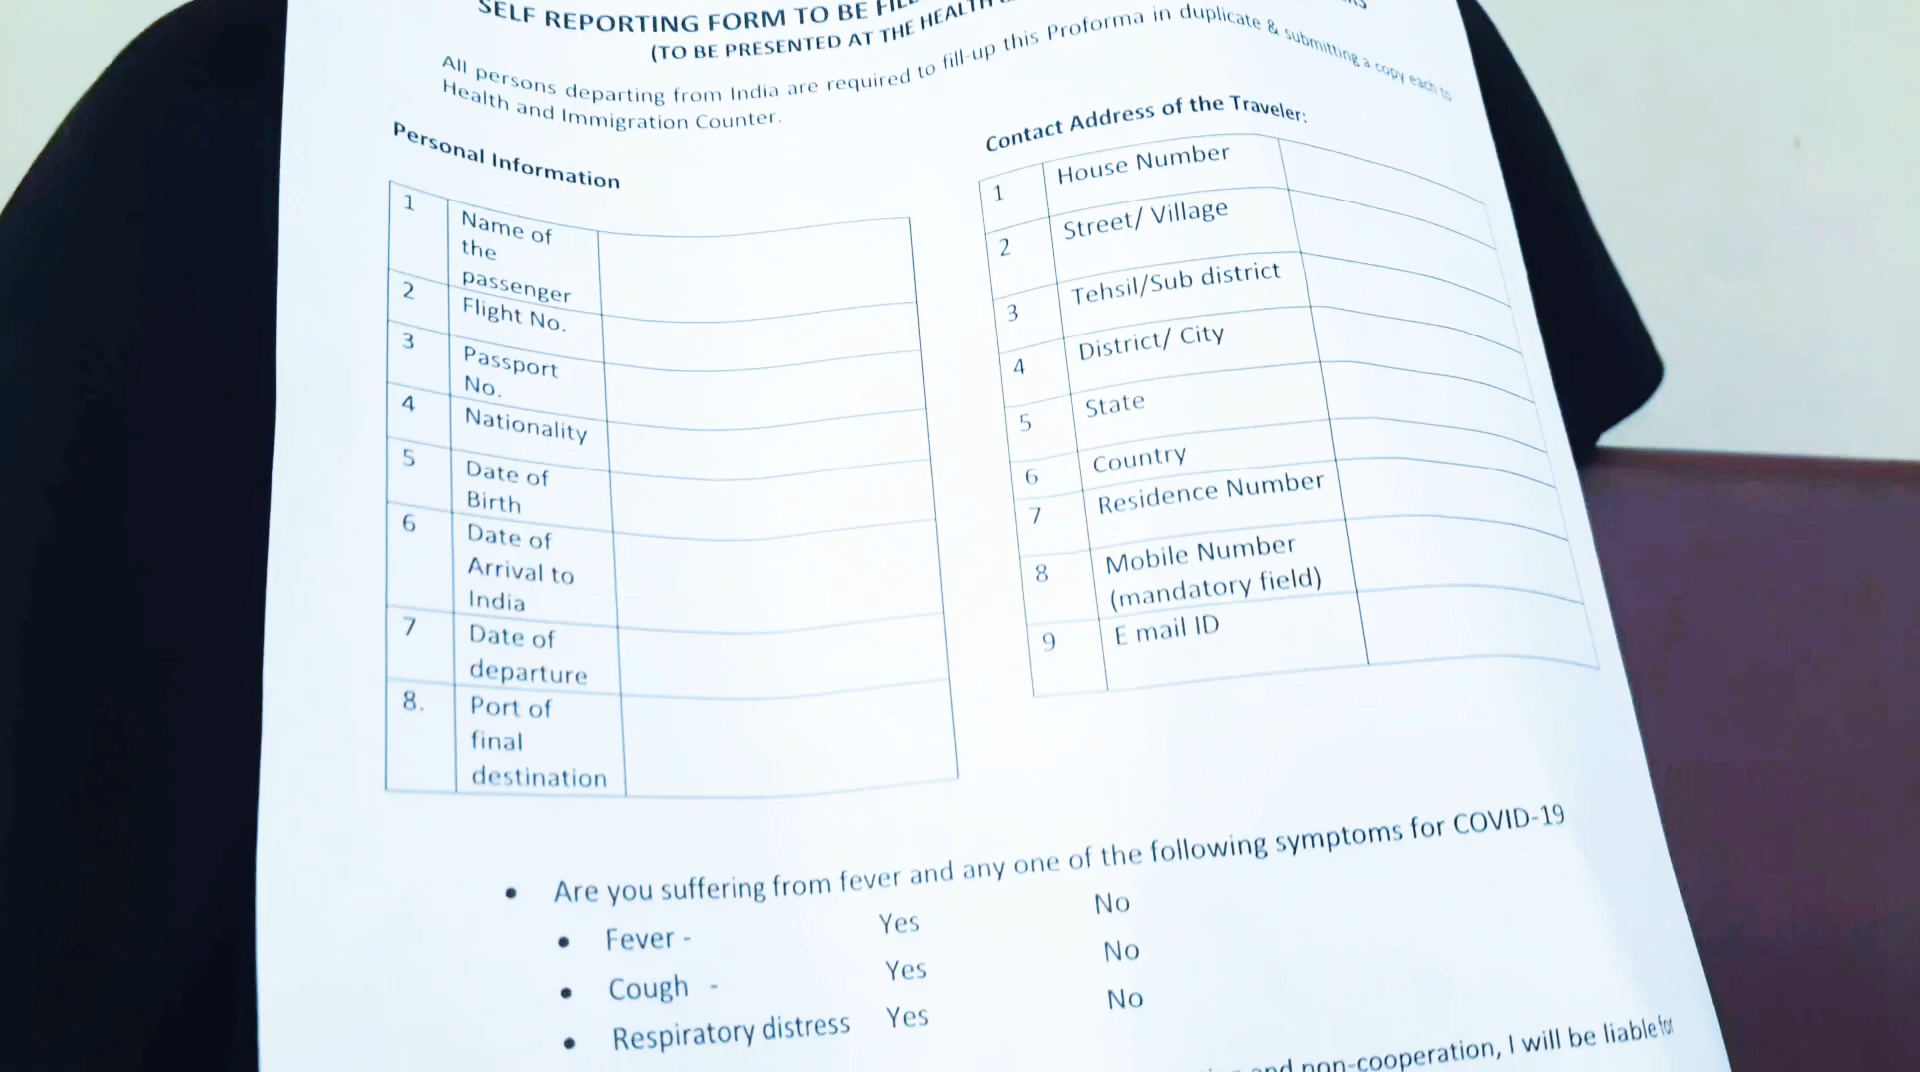 SELF REPORTING FORM TO BE
(TO BE PRESENTED AT THE HEALTH
All persons departing from India are required to fill-up this Proforma in duplicate & submitting a copy each to
Health and Immigration Counter.
Personal Information
1 Name of
the
passenger
2 Flight No.
3 Passport
No.
4 Nationality
5 Date of
Birth
6 Date of
Arrival to
India
7 Date of
departure
8. Port of
final
destination
Contact Address of the Traveler:
1 House Number
2 Street/ Village
3 Tehsil/Sub district
4 District/ City
5 State
6 Country
7 Residence Number
8 Mobile Number
(mandatory field)
9 E mail ID
• Are you suffering from fever and any one of the following symptoms for COVID-19
• Fever - Yes No
• Cough - Yes No
• Respiratory distress Yes No
and non-cooperation, I will be liable for